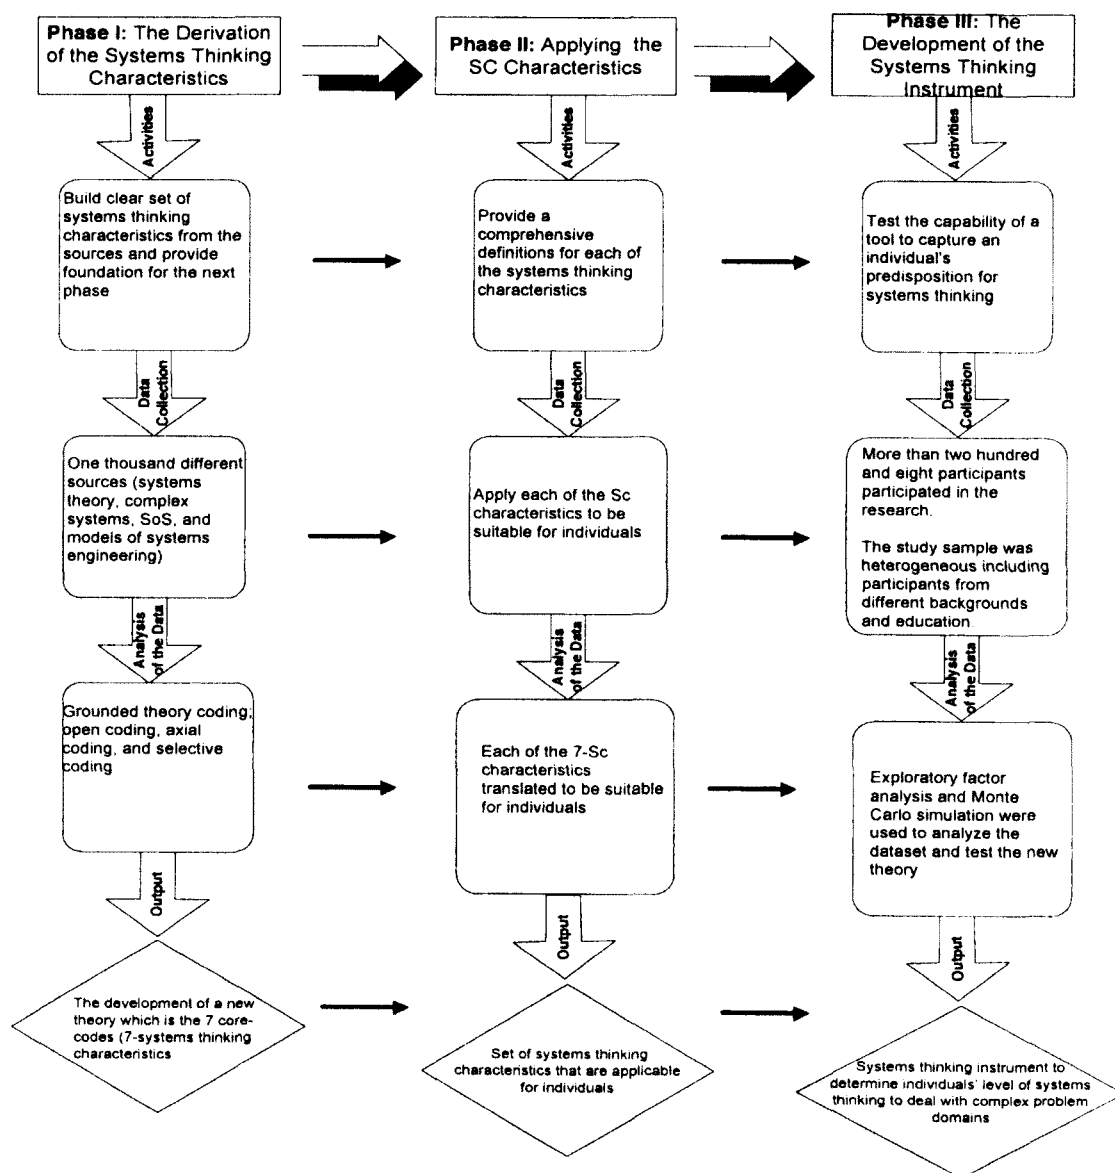 Phase I: The Derivation
of the Systems Thinking
Characteristics
Phase II: Applying the
SC Characteristics
Phase III: The
Development of the
Systems Thinking
Instrument
Activities
Activities
Activities
Build clear set of
systems thinking
characteristics from the
sources and provide
foundation for the next
phase
Provide a
comprehensive
definitions for each of
the systems thinking
characteristics
Test the capability of a
tool to capture an
individual's
predisposition for
systems thinking
Data
Collection
Data
Collection
Data
Collection
One thousand different
sources (systems
theory, complex
systems, SoS, and
models of systems
engineering)
Apply each of the Sc
characteristics to be
suitable for individuals
More than two hundred
and eight participants
participated in the
research.
The study sample was
heterogeneous including
participants from
different backgrounds
and education
Analysis
of the Data
Analysis
of the Data
Analysis
of the Data
Grounded theory coding;
open coding, axial
coding, and selective
coding
Each of the 7-Sc
characteristics
translated to be suitable
for individuals
Exploratory factor
analysis and Monte
Carlo simulation were
used to analyze the
dataset and test the new
theory
Output
Output
Output
The development of a new
theory which is the 7 core-
codes (7-systems thinking
characteristics
Set of systems thinking
characteristics that are applicable
for individuals
Systems thinking instrument to
determine individuals' level of systems
thinking to deal with complex problem
domains